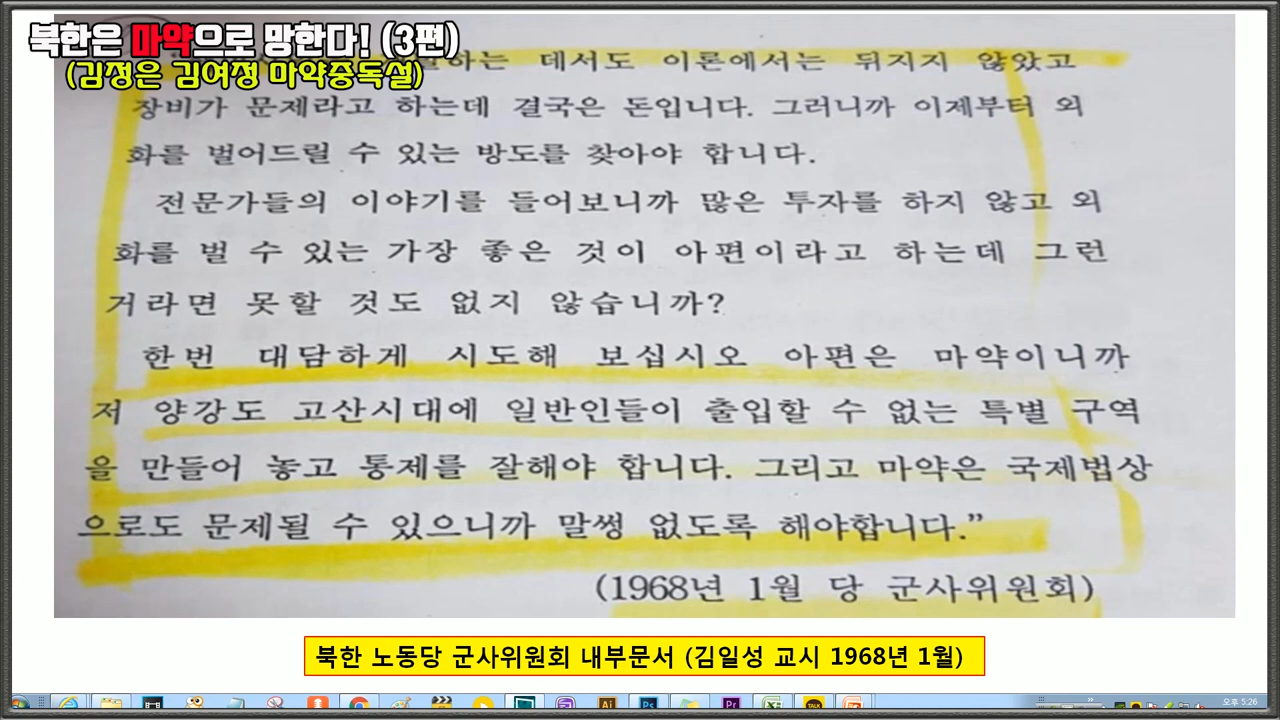 북한은 마약으로 망한다! (3편)
(김정은 김여정 마약중독설)
하는 데서도 이론에서는 뒤지지 않았고
장비가 문제라고 하는데 결국은 돈입니다. 그러니까 이제부터 외
화를 벌어드릴 수 있는 방도를 찾아야 합니다.
전문가들의 이야기를 들어보니까 많은 투자를 하지 않고 외
화를 벌 수 있는 가장 좋은 것이 아편이라고 하는데 그런
거라면 못할 것도 없지 않습니까?
한번 대담하게 시도해 보십시오 아편은 마약이니까
저 양강도 고산시대에 일반인들이 출입할 수 없는 특별 구역
을 만들어 놓고 통제를 잘해야 합니다. 그리고 마약은 국제법상
으로도 문제될 수 있으니까 말썽 없도록 해야합니다.”
(1968년 1월 당 군사위원회)
북한 노동당 군사위원회 내부문서 (김일성 교시 1968년 1월)
오후 5:26